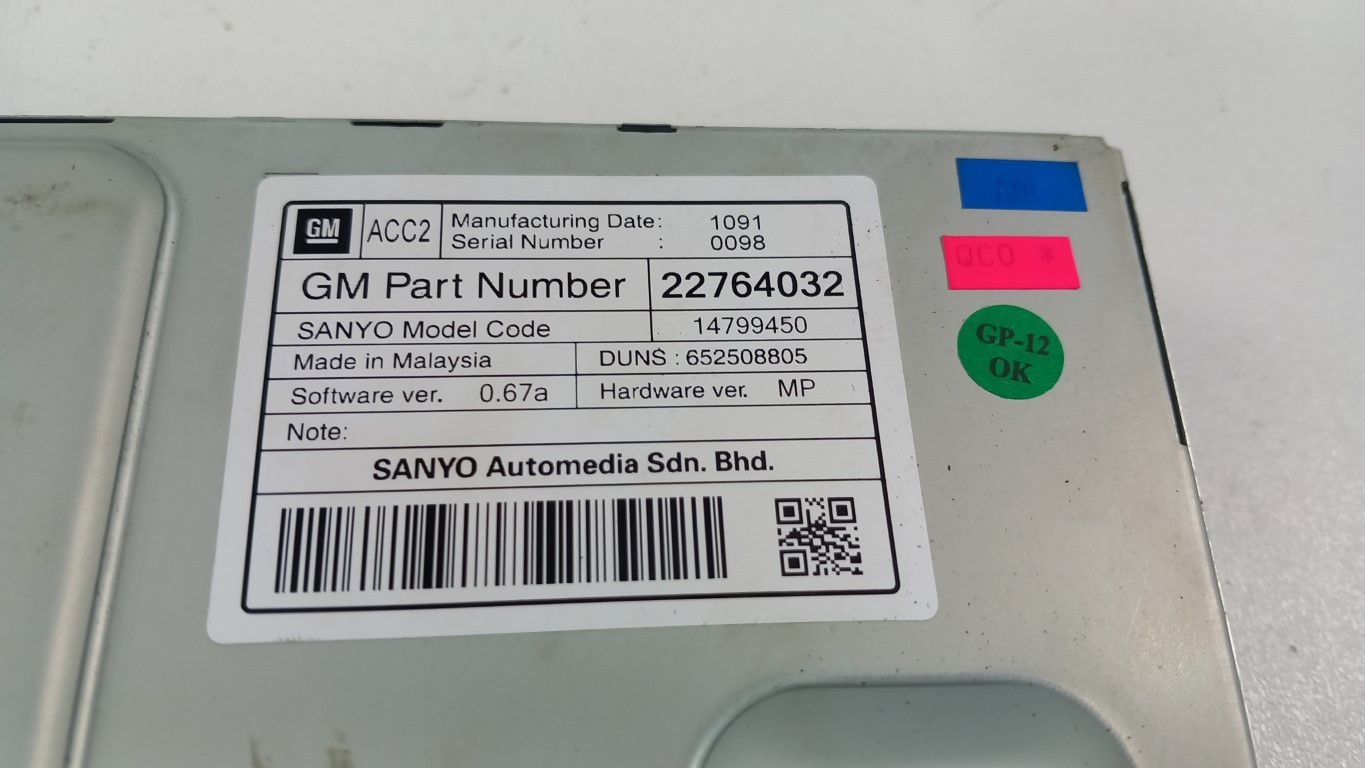 GM ACC2 Manufacturing Date: 1091
Serial Number : 0098
GM Part Number 22764032
SANYO Model Code 14799450
Made in Malaysia DUNS : 652508805
Software ver. 0.67a Hardware ver. MP
Note:
SANYO Automedia Sdn. Bhd.
QC0 *
GP-12
OK